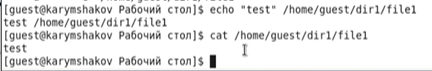 [guest@karymshakov Рабочий стол]$ echo "test" /home/guest/dir1/file1
test /home/guest/dir1/file1
[guest@karymshakov Рабочий стол]$ cat /home/guest/dir1/file1
test
[guest@karymshakov Рабочий стол]$